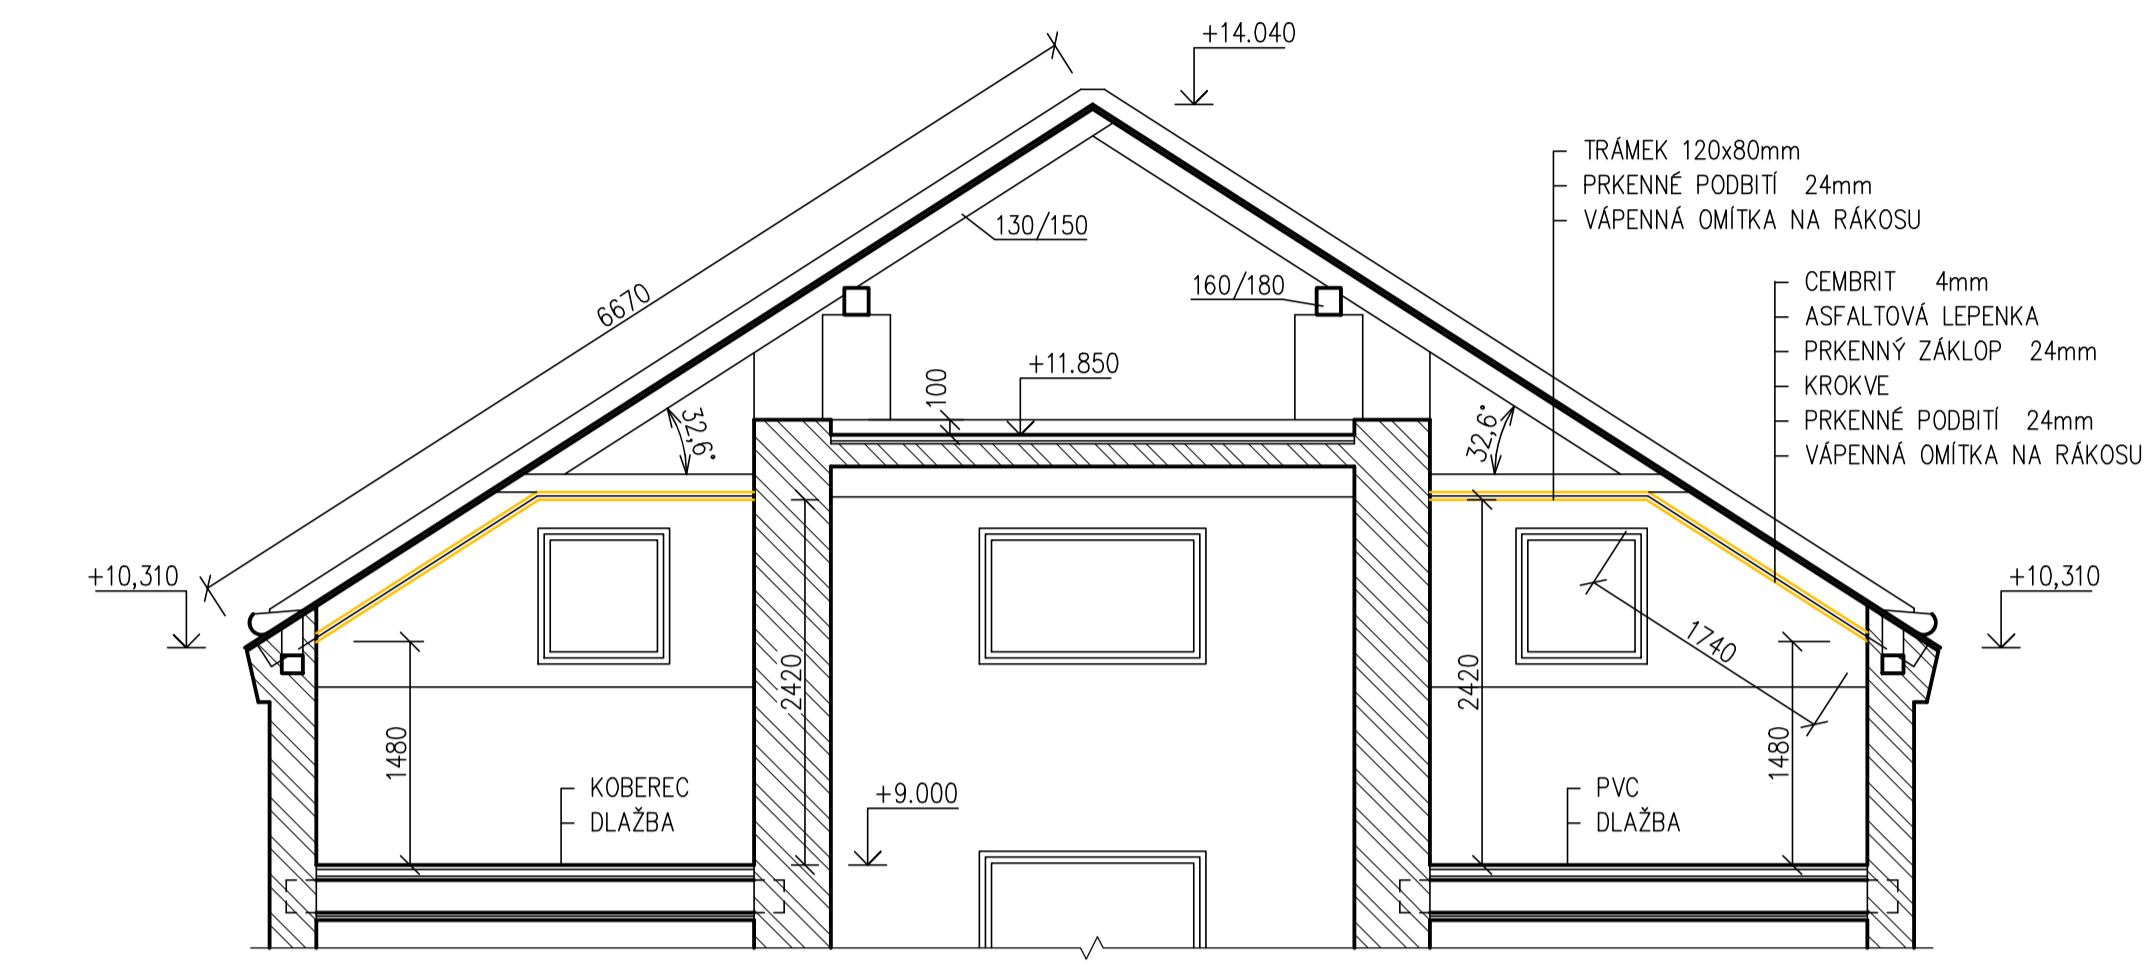 +14.040
TRÁMEK 120x80mm
PRKENNÉ PODBITÍ 24mm
VÁPENNÁ OMÍTKA NA RÁKOSU
130/150
160/180
6670
CEMBRIT 4mm
ASFALTOVÁ LEPENKA
PRKENNÝ ZÁKLOP 24mm
KROKVE
PRKENNÉ PODBITÍ 24mm
VÁPENNÁ OMÍTKA NA RÁKOSU
+11.850
100
32,6°
32,6°
+10,310
+10,310
1740
2420
2420
1480
1480
KOBEREC
DLAŽBA
+9.000
PVC
DLAŽBA